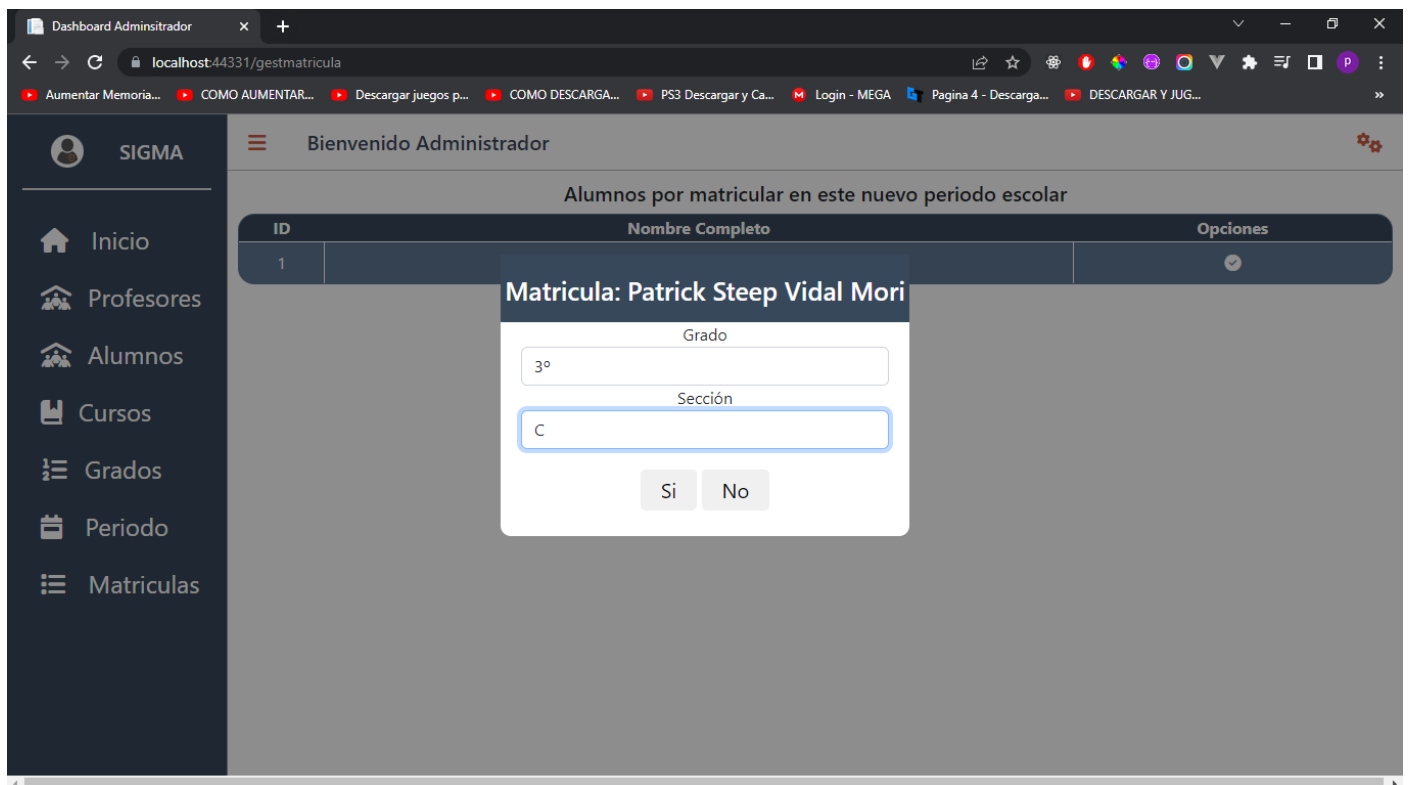 Dashboard Adminsitrador
localhost:44331/gestmatricula
P
Aumentar Memoria... COMO AUMENTAR... Descargar juegos p... COMO DESCARGA... PS3 Descargar y Ca... Login - MEGA Pagina 4 - Descarga... DESCARGAR Y JUG... »
SIGMA
Bienvenido Administrador
Inicio
Profesores
Alumnos
Cursos
Grados
Periodo
Matriculas
Alumnos por matricular en este nuevo periodo escolar
ID Nombre Completo Opciones
1
Matricula: Patrick Steep Vidal Mori
Grado
3º
Sección
C
Si No